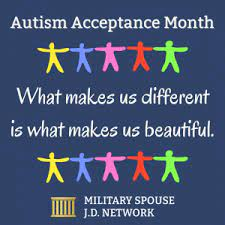 Autism Acceptance Month
What makes us different
is what makes us beautiful.
MILITARY SPOUSE
J.D. NETWORK